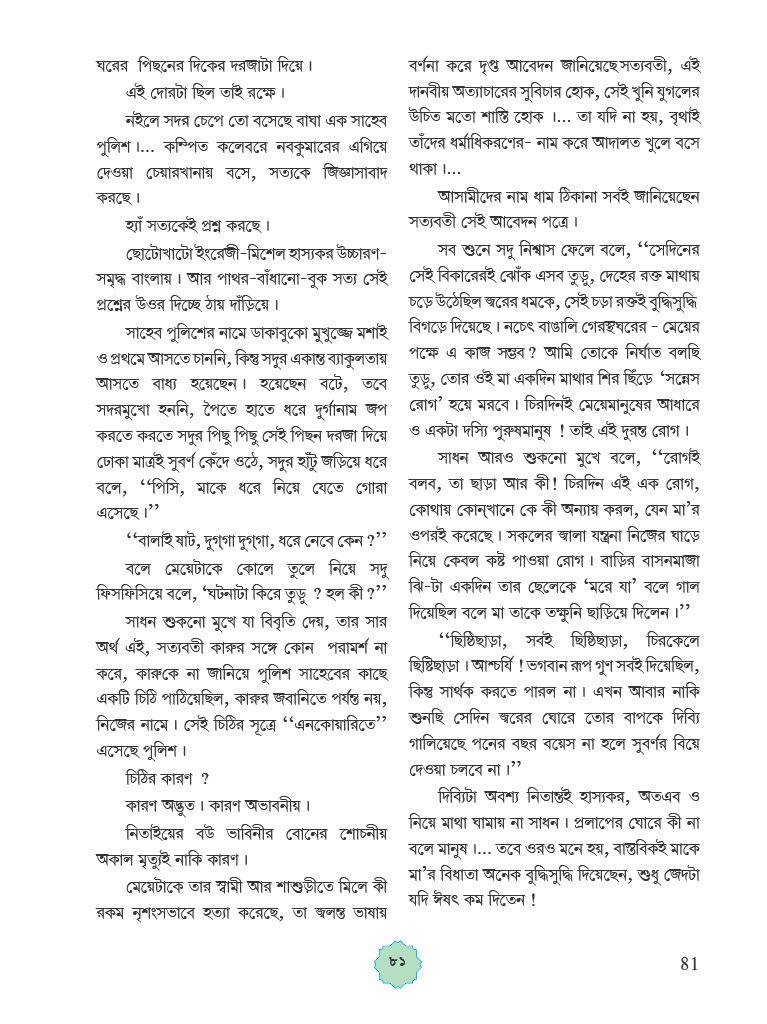 ঘরের পিছনের দিকের দরজাটা দিয়ে।
এই দোরটা ছিল তাই রক্ষে।
নইলে সদর চেপে তো বসেছে বাঘা এক সাহেব
পুলিশ।... কম্পিত কলেবরে নবকুমারের এগিয়ে
দেওয়া চেয়ারখানায় বসে, সত্যকে জিজ্ঞাসাবাদ
করছে।
হ্যাঁ সত্যকেই প্রশ্ন করছে।
ছোটোখাটো ইংরেজী-মিশেল হাস্যকর উচ্চারণ-
সমৃদ্ধ বাংলায়। আর পাথর-বাঁধানো-বুক সত্য সেই
প্রশ্নের উওর দিচ্ছে ঠায় দাঁড়িয়ে।
সাহেব পুলিশের নামে ডাকাবুকো মুখুজ্জে মশাই
ও প্রথমে আসতে চাননি, কিন্তু সদুর একান্ত ব্যাকুলতায়
আসতে বাধ্য হয়েছেন। হয়েছেন বটে, তবে
সদরমুখো হননি, পৈতে হাতে ধরে দুর্গানাম জপ
করতে করতে সদুর পিছু পিছু সেই পিছন দরজা দিয়ে
ঢোকা মাত্রই সুবর্ণ কেঁদে ওঠে, সদুর হাঁটু জড়িয়ে ধরে
বলে, ‘‘পিসি, মাকে ধরে নিয়ে যেতে গোরা
এসেছে।’’
‘‘বালাই ষাট, দুগ্‌গা দুগ্‌গা, ধরে নেবে কেন?’’
বলে মেয়েটাকে কোলে তুলে নিয়ে সদু
ফিসফিসিয়ে বলে, ‘ঘটনাটা কিরে তুড়ু ? হল কী?’’
সাধন শুকনো মুখে যা বিবৃতি দেয়, তার সার
অর্থ এই, সত্যবতী কারুর সঙ্গে কোন পরামর্শ না
করে, কারুকে না জানিয়ে পুলিশ সাহেবের কাছে
একটি চিঠি পাঠিয়েছিল, কারুর জবানিতে পর্যন্ত নয়,
নিজের নামে। সেই চিঠির সূত্রে ‘‘এনকোয়ারিতে’’
এসেছে পুলিশ।
চিঠির কারণ ?
কারণ অদ্ভুত। কারণ অভাবনীয়।
নিতাইয়ের বউ ভাবিনীর বোনের শোচনীয়
অকাল মৃত্যুই নাকি কারণ।
মেয়েটাকে তার স্বামী আর শাশুড়ীতে মিলে কী
রকম নৃশংসভাবে হত্যা করেছে, তা জ্বলন্ত ভাষায়
বর্ণনা করে দৃপ্ত আবেদন জানিয়েছে সত্যবতী, এই
দানবীয় অত্যাচারের সুবিচার হোক, সেই খুনি যুগলের
উচিত মতো শাস্তি হোক ।... তা যদি না হয়, বৃথাই
তাঁদের ধর্মাধিকরণের- নাম করে আদালত খুলে বসে
থাকা।...
আসামীদের নাম ধাম ঠিকানা সবই জানিয়েছেন
সত্যবতী সেই আবেদন পত্রে।
সব শুনে সদু নিশ্বাস ফেলে বলে, ‘‘সেদিনের
সেই বিকারেরই ঝোঁক এসব তুড়ু, দেহের রক্ত মাথায়
চড়ে উঠেছিল জ্বরের ধমকে, সেই চড়া রক্তই বুদ্ধিসুদ্ধি
বিগড়ে দিয়েছে। নচেৎ বাঙালি গেরস্থঘরের - মেয়ের
পক্ষে এ কাজ সম্ভব? আমি তোকে নির্ঘাত বলছি
তুড়ু, তোর ওই মা একদিন মাথার শির ছিঁড়ে ‘সন্নেস
রোগ’ হয়ে মরবে। চিরদিনই মেয়েমানুষের আধারে
ও একটা দস্যি পুরুষমানুষ ! তাই এই দুরন্ত রোগ।
সাধন আরও শুকনো মুখে বলে, ‘‘রোগই
বলব, তা ছাড়া আর কী! চিরদিন এই এক রোগ,
কোথায় কোন্‌খানে কে কী অন্যায় করল, যেন মা’র
ওপরই করেছে। সকলের জ্বালা যন্ত্রনা নিজের ঘাড়ে
নিয়ে কেবল কষ্ট পাওয়া রোগ। বাড়ির বাসনমাজা
ঝি-টা একদিন তার ছেলেকে ‘মরে যা’ বলে গাল
দিয়েছিল বলে মা তাকে তক্ষুনি ছাড়িয়ে দিলেন।’’
‘‘ছিষ্ঠিছাড়া, সবই ছিষ্ঠিছাড়া, চিরকেলে
ছিষ্টিছাড়া। আশ্চর্যি ! ভগবান রূপ গুণ সবই দিয়েছিল,
কিন্তু সার্থক করতে পারল না। এখন আবার নাকি
শুনছি সেদিন জ্বরের ঘোরে তোর বাপকে দিব্যি
গালিয়েছে পনের বছর বয়েস না হলে সুবর্ণর বিয়ে
দেওয়া চলবে না।’’
দিব্যিটা অবশ্য নিতান্তই হাস্যকর, অতএব ও
নিয়ে মাথা ঘামায় না সাধন। প্রলাপের ঘোরে কী না
বলে মানুষ।... তবে ওরও মনে হয়, বাস্তবিকই মাকে
মা’র বিধাতা অনেক বুদ্ধিসুদ্ধি দিয়েছেন, শুধু জেদটা
যদি ঈষৎ কম দিতেন !
৮১
81